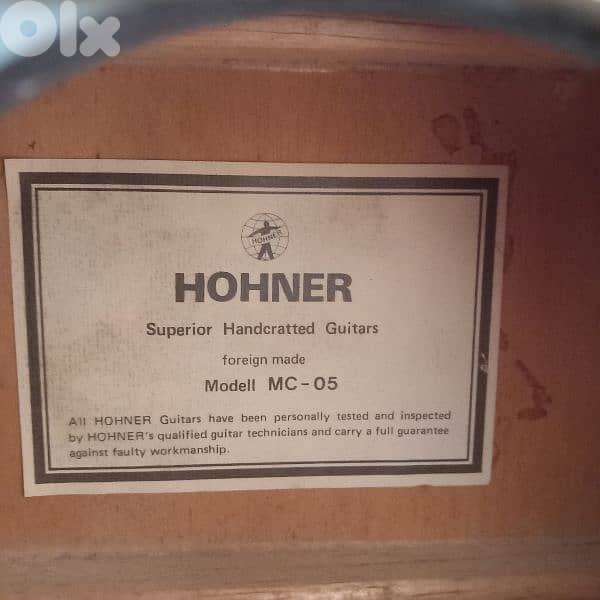 Olx
HOHNER
HOHNER
Superior Handcratted Guitars
foreign made
Modell MC-05
All HOHNER Guitars have been personally tested and inspected
by HOHNER's qualified guitar technicians and carry a full guarantee
against faulty workmanship.